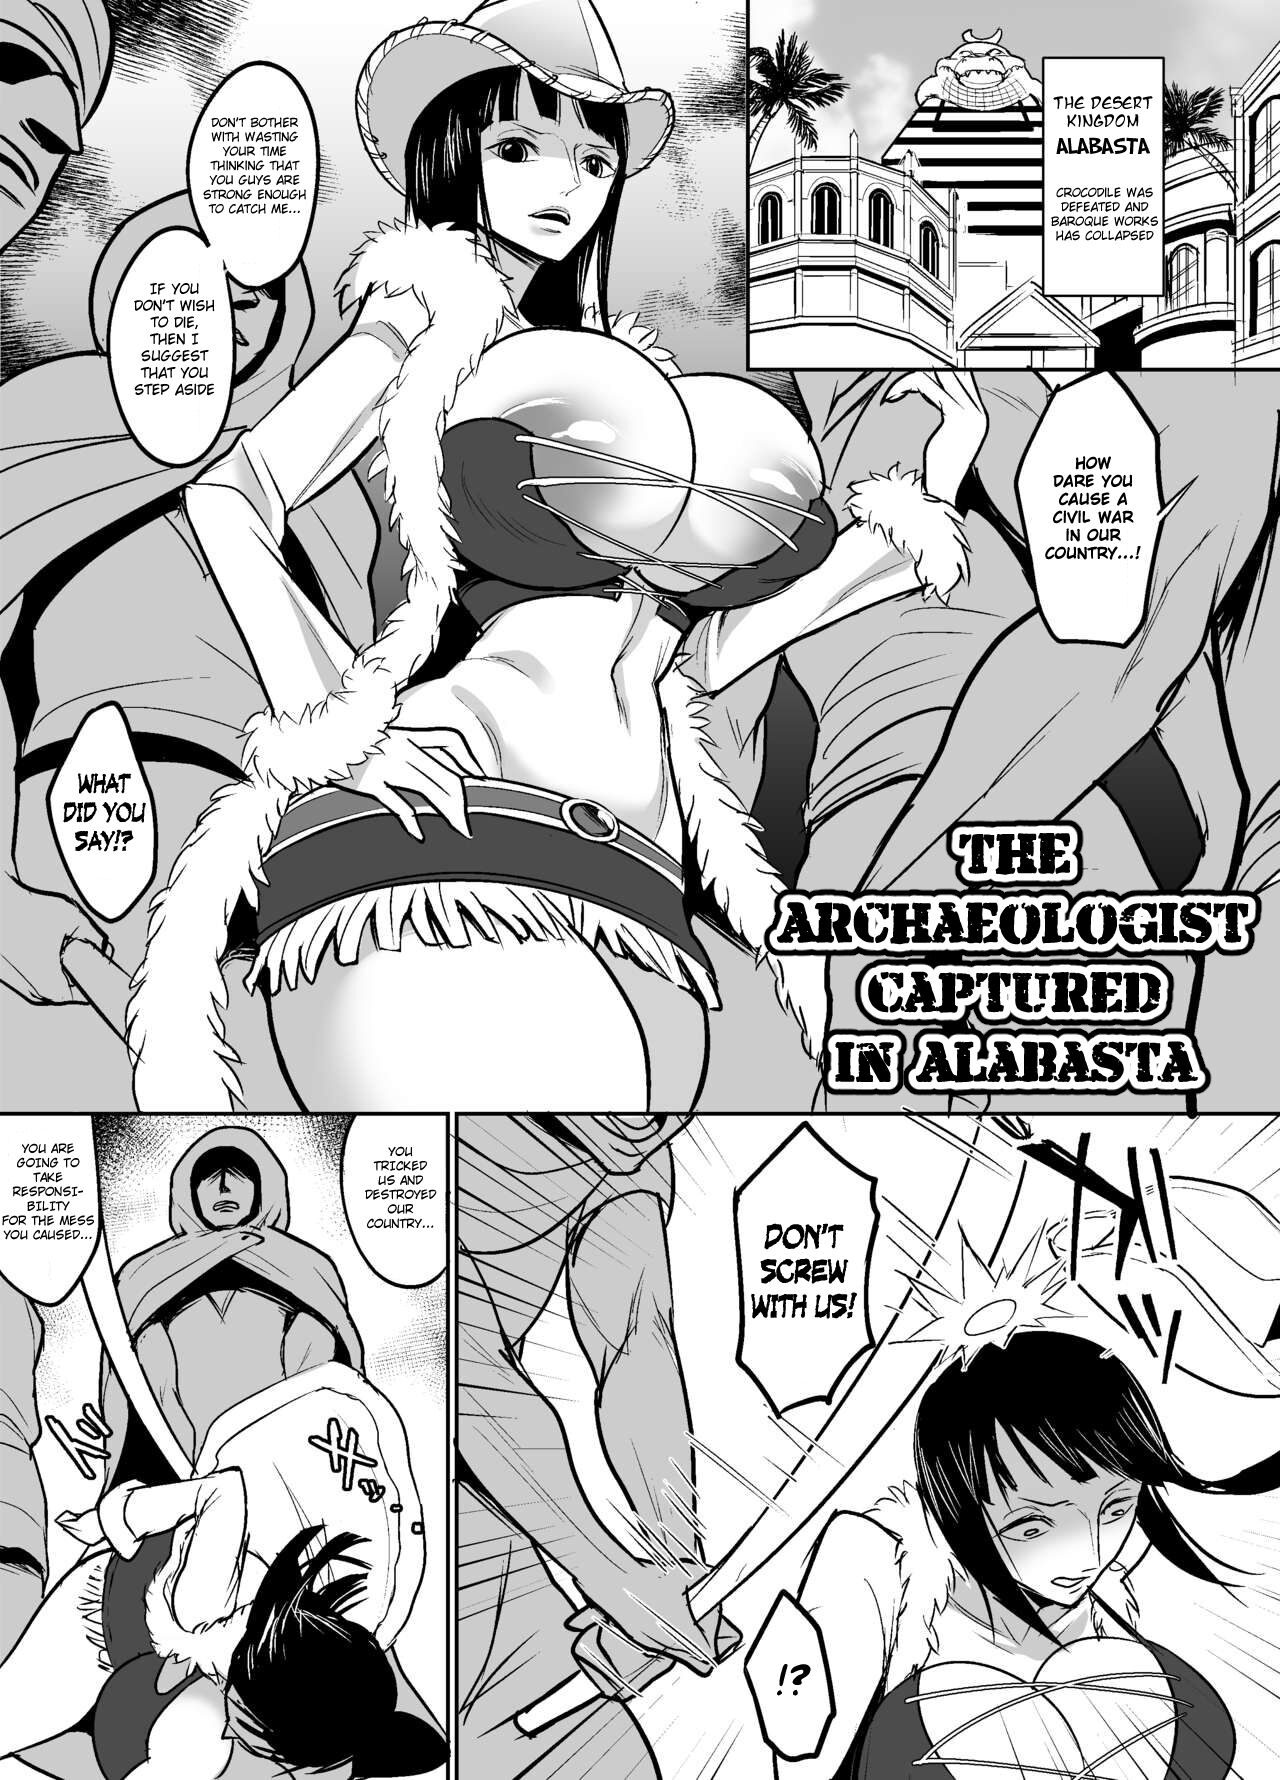 THE DESERT
KINGDOM
ALABASTA
CROCODILE WAS
DEFEATED AND
BAROQUE WORKS
HAS COLLAPSED
HOW
DARE YOU
CAUSE A
CIVIL WAR
IN OUR
COUNTRY...!
DON'T BOTHER
WITH WASTING
YOUR TIME
THINKING THAT
YOU GUYS ARE
STRONG ENOUGH
TO CATCH ME...
IF YOU
DON'T WISH
TO DIE,
THEN I
SUGGEST
THAT YOU
STEP ASIDE
WHAT
DID YOU
SAY!?
THE
ARCHAEOLOGIST
CAPTURED
IN ALABASTA
DON'T
SCREW
WITH US!
!?
YOU
TRICKED
US AND
DESTROYED
OUR
COUNTRY...
YOU ARE
GOING TO
TAKE
RESPONSI-
BILITY
FOR THE MESS
YOU CAUSED...